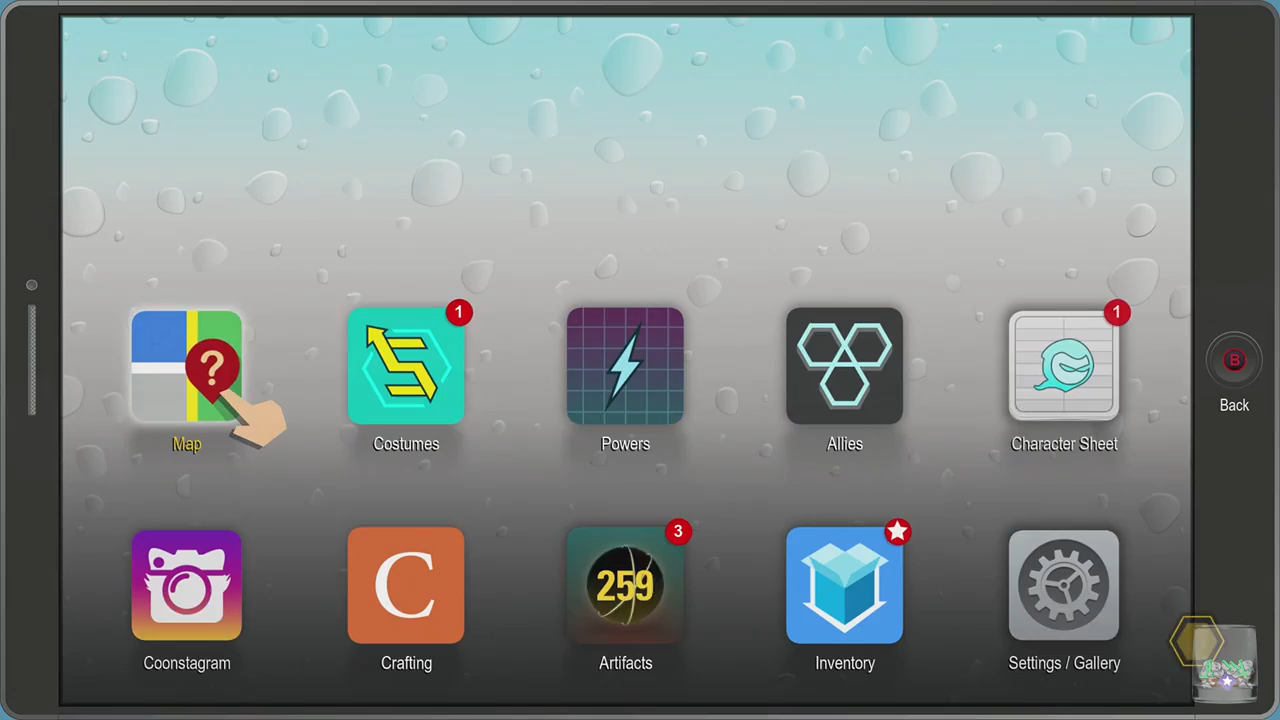 1
1
?
Map
Costumes
Powers
Allies
Character Sheet
B
Back
3
C
259
Coonstagram
Crafting
Artifacts
Inventory
Settings / Gallery